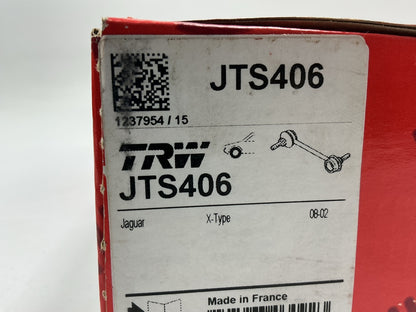 JTS406
1237954 / 15
TRW
JTS406
Jaguar X-Type 08-02
Made in France